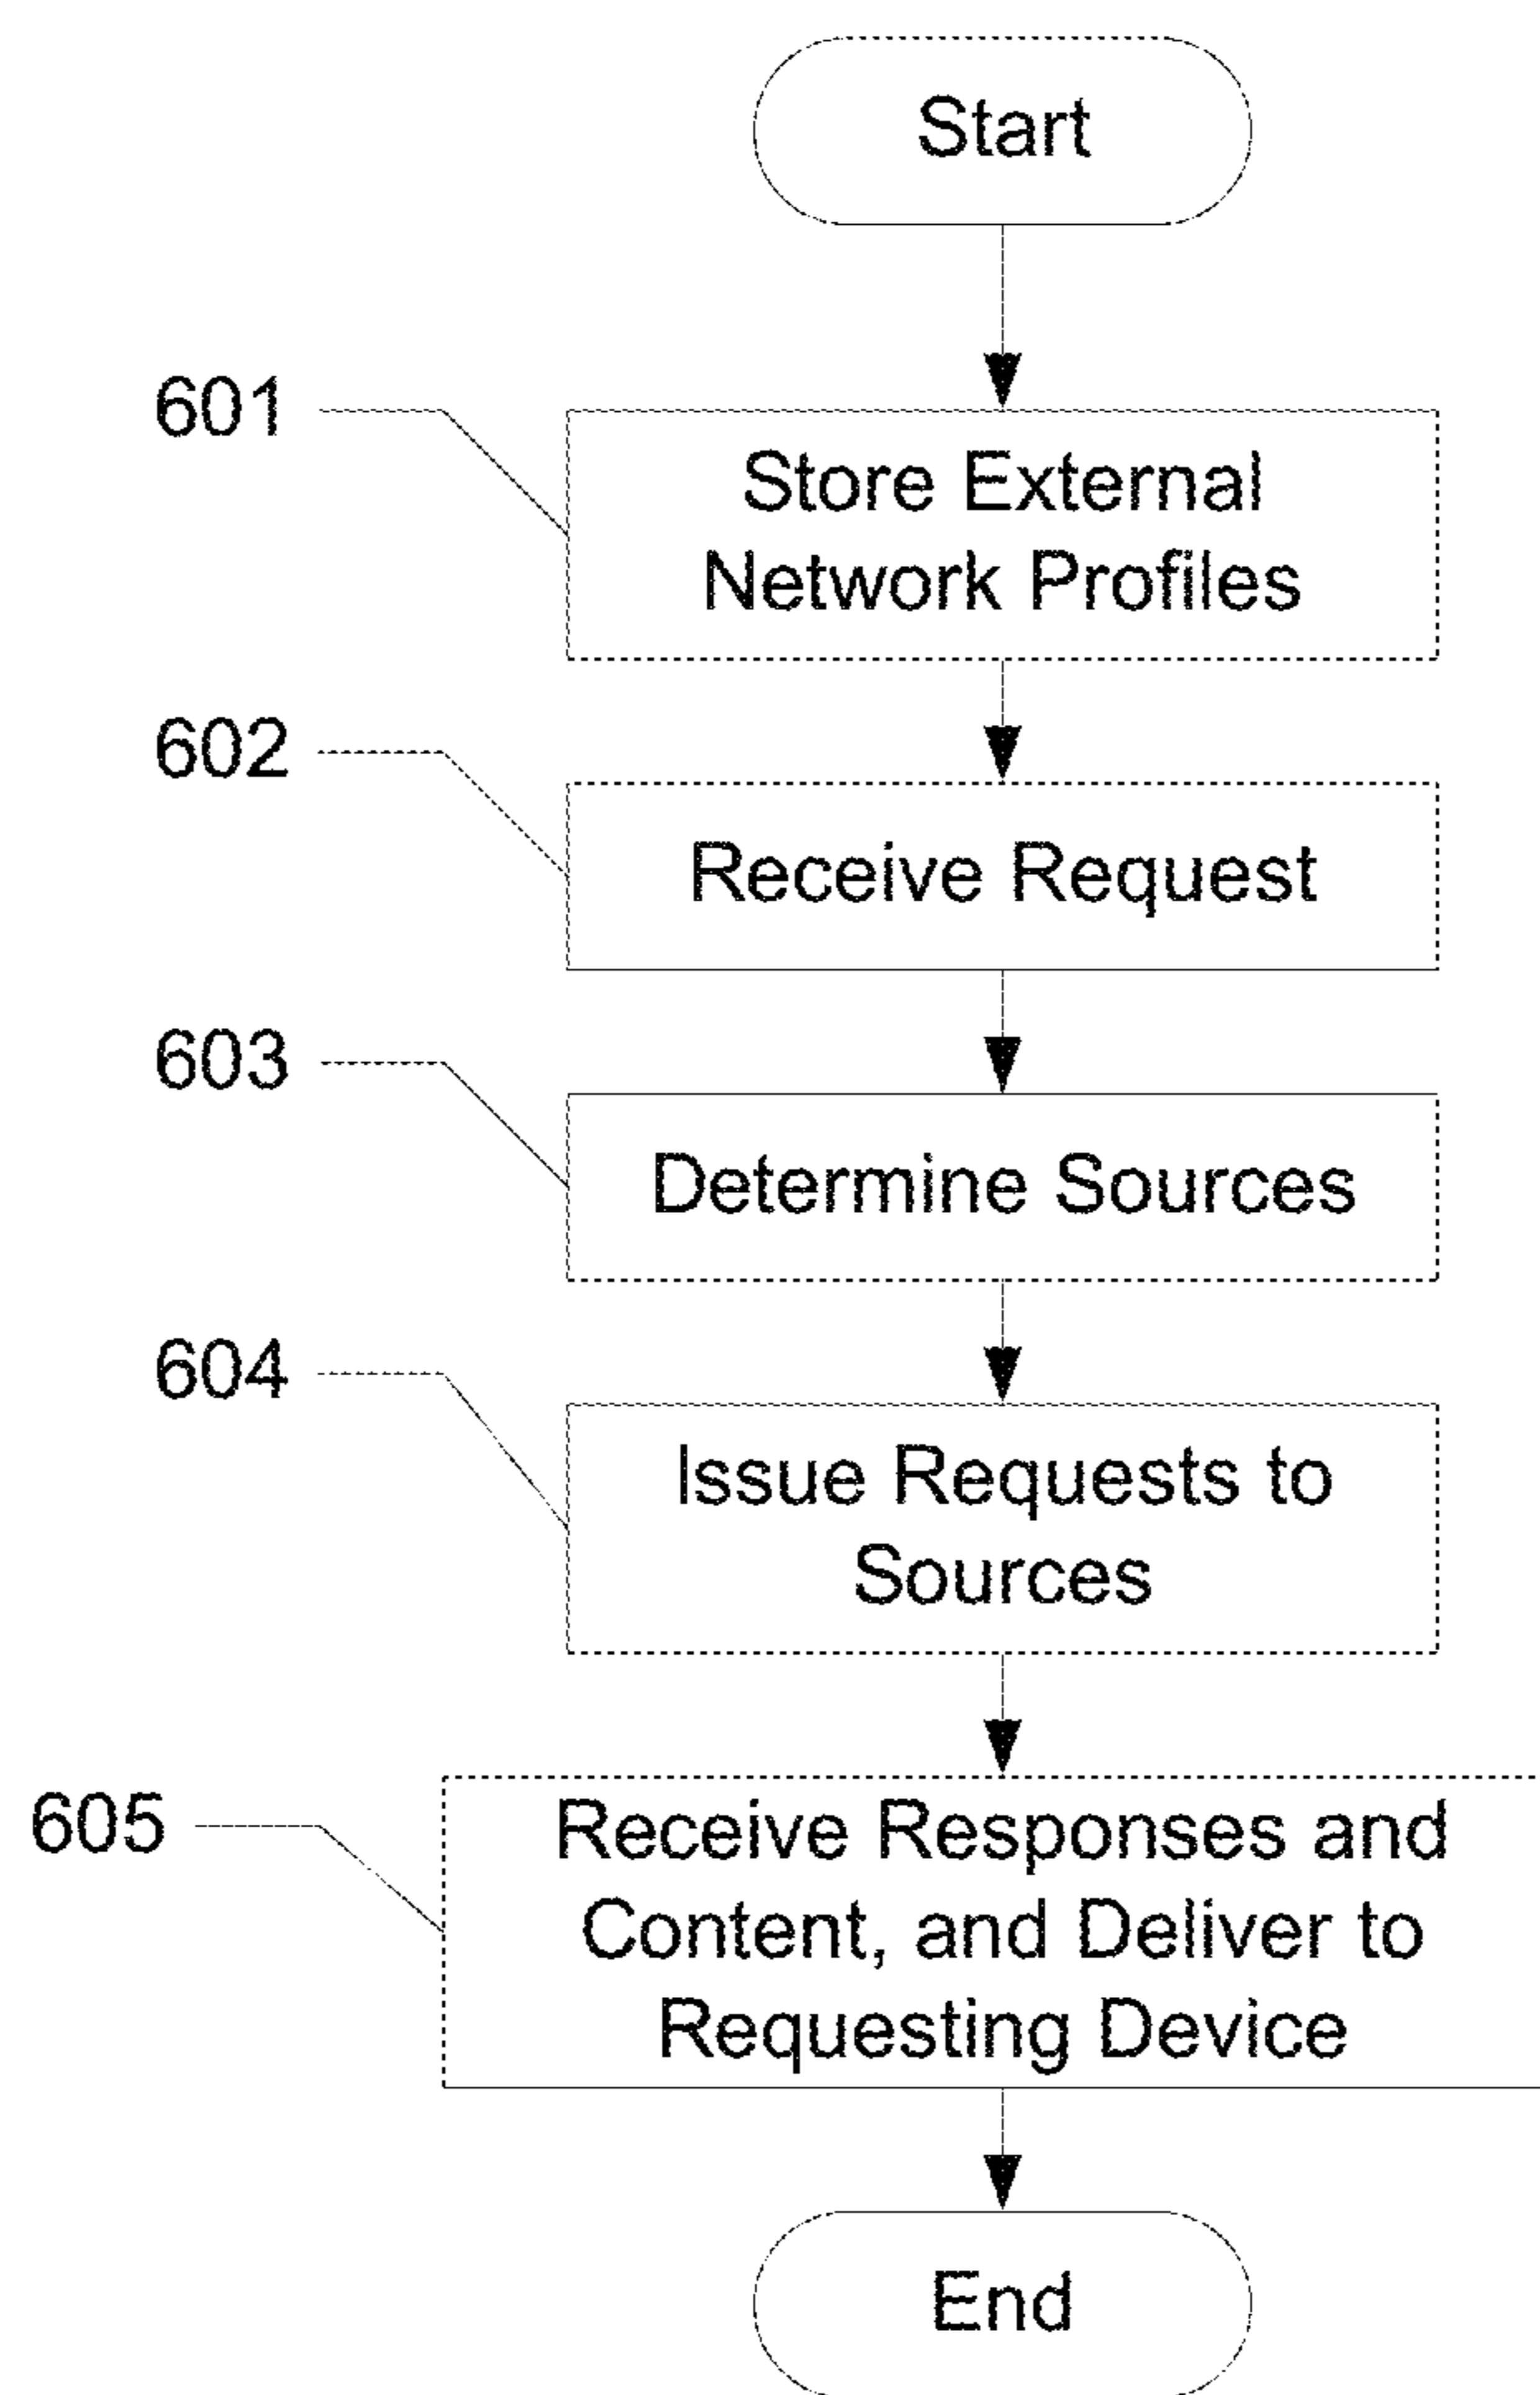 Start
601
Store External
Network Profiles
602
Receive Request
603
Determine Sources
604
Issue Requests to
Sources
605
Receive Responses and
Content, and Deliver to
Requesting Device
End